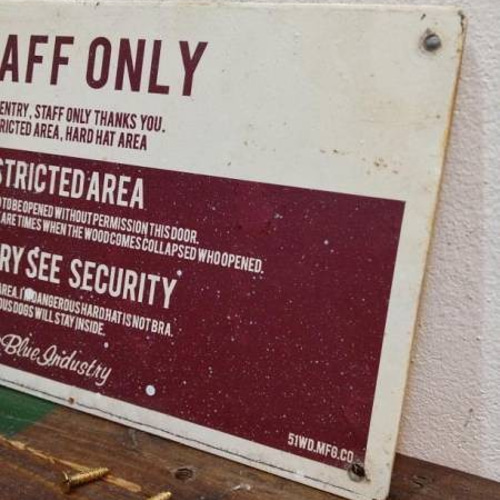 AFF ONLY
ENTRY, STAFF ONLY THANKS YOU.
RICTED AREA, HARD HAT AREA
STRICTED AREA
TO BE OPENED WITHOUT PERMISSION THIS DOOR.
ARE TIMES WHEN THE WOOD COMES COLLAPSED WHO OPENED.
RY SEE SECURITY
AREA. DANGEROUS HARD HAT IS NOT BRA.
OUS DOGS WILL STAY INSIDE.
Blue Industry
51WD.MFG.CO